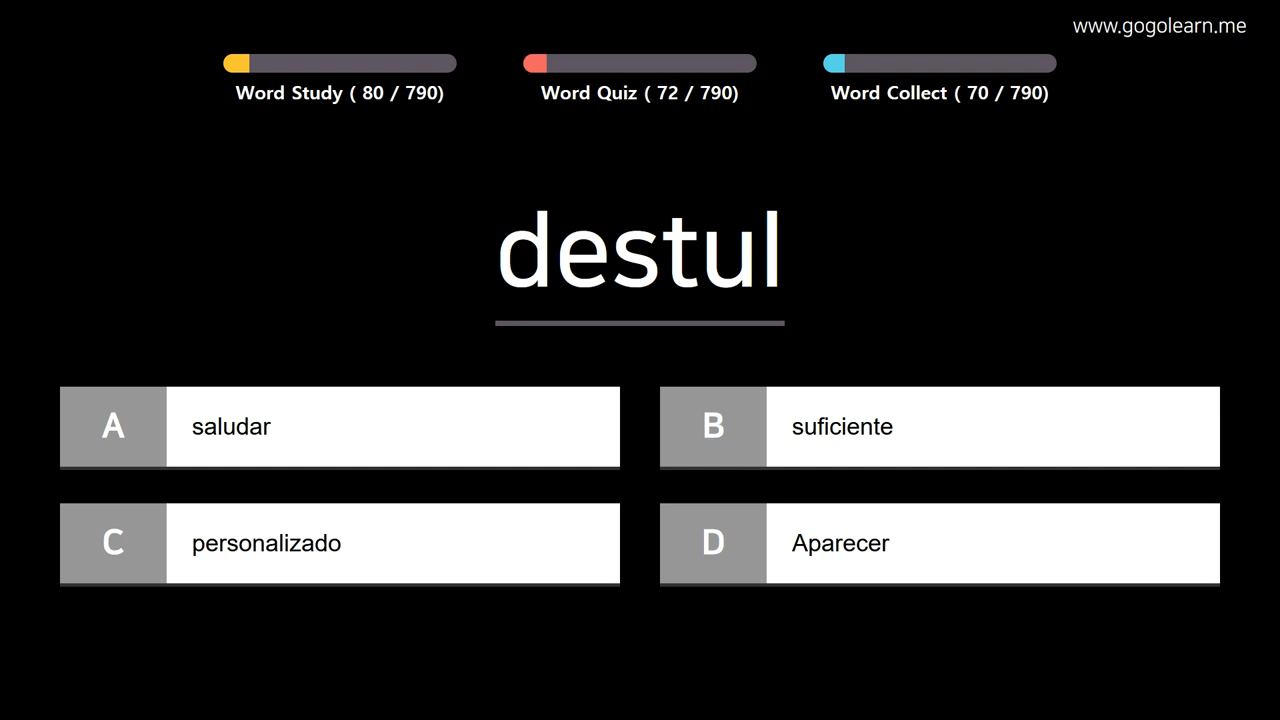 www.gogolearn.me
Word Study ( 80 / 790)
Word Quiz ( 72 / 790)
Word Collect ( 70 / 790)
destul
A saludar
B suficiente
C personalizado
D Aparecer